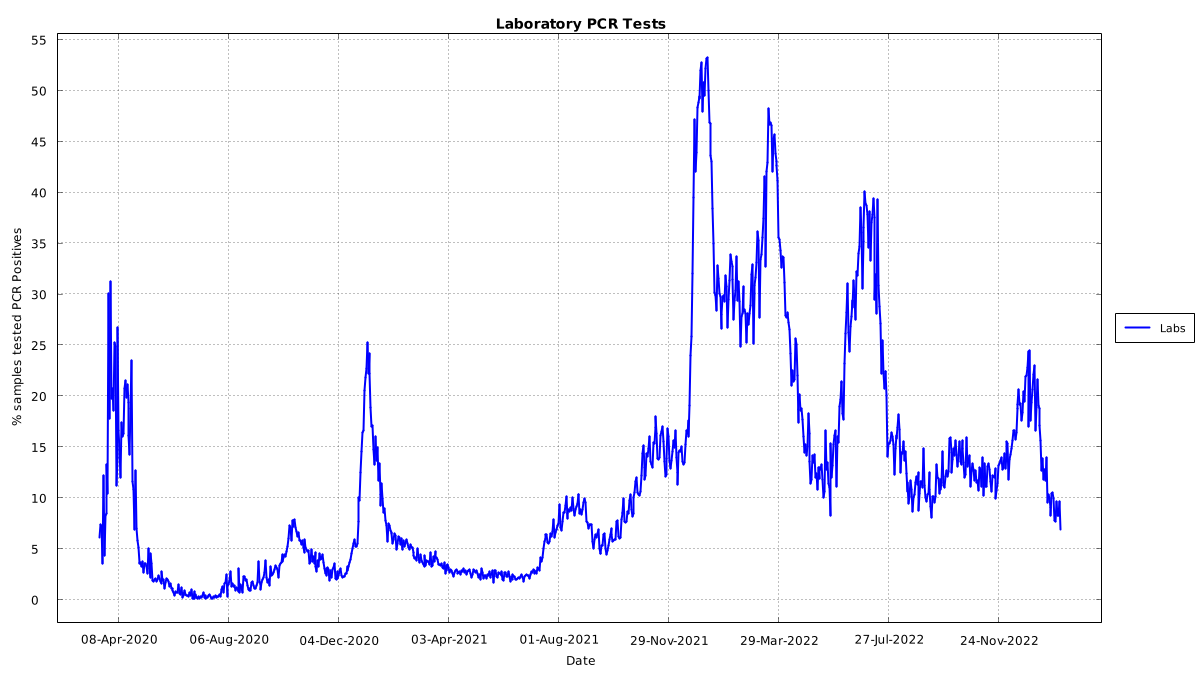 Laboratory PCR Tests
% samples tested PCR Positives
55
50
45
40
35
30
25
20
15
10
5
0
08-Apr-2020 06-Aug-2020 04-Dec-2020 03-Apr-2021 01-Aug-2021 29-Nov-2021 29-Mar-2022 27-Jul-2022 24-Nov-2022
Date
Labs